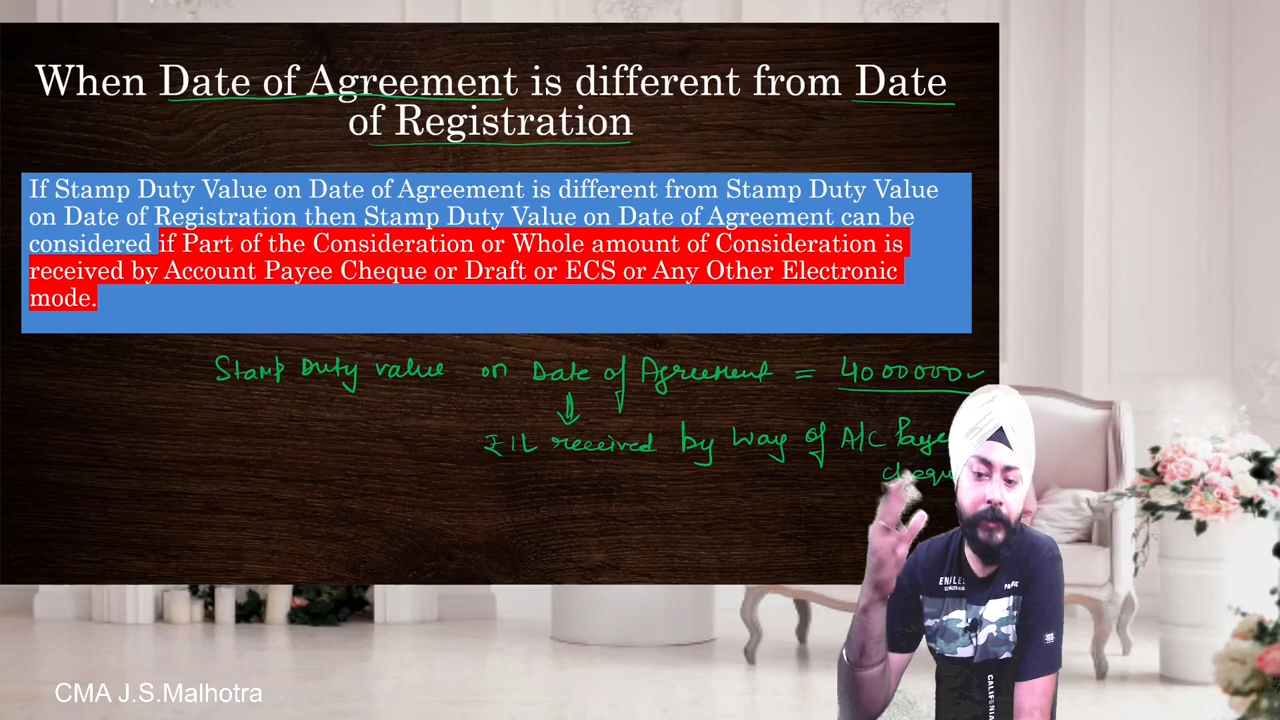 When Date of Agreement is different from Date
of Registration
If Stamp Duty Value on Date of Agreement is different from Stamp Duty Value
on Date of Registration then Stamp Duty Value on Date of Agreement can be
considered if Part of the Consideration or Whole amount of Consideration is
received by Account Payee Cheque or Draft or ECS or Any Other Electronic
mode.
Stamp Duty value on Date of Agreement = 4000000
₹1L received by Way of A/C Paye
chequ
CMA J.S.Malhotra